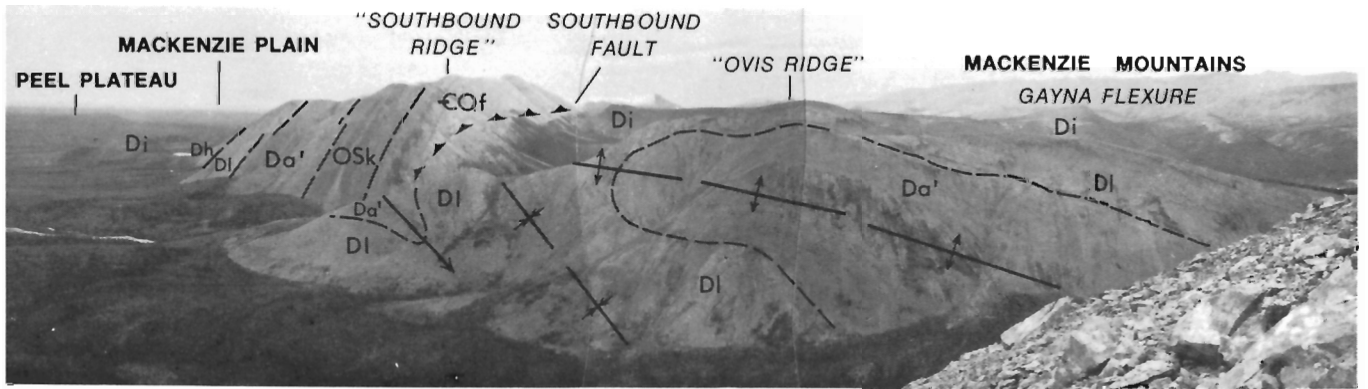 "SOUTHBOUND
RIDGE"
SOUTHBOUND
FAULT
MACKENZIE PLAIN
PEEL PLATEAU
"OVIS RIDGE"
MACKENZIE MOUNTAINS
GAYNA FLEXURE
Di
Dh
Dl
Da'
OSk
COf
Di
Di
Da'
Dl
Dl
Da'
Dl
Dl